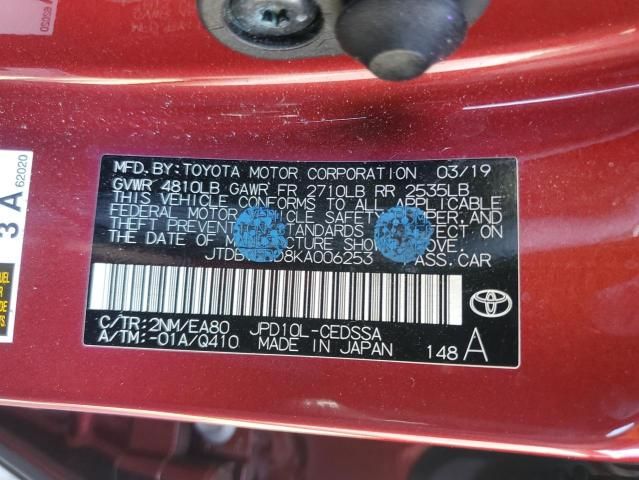 MFD. BY: TOYOTA MOTOR CORPORATION 03/19
GVWR 4810LB GAWR FR 2710LB RR 2535LB
THIS VEHICLE CONFORMS TO ALL APPLICABLE
FEDERAL MOTOR VEHICLE SAFETY, BUMPER, AND
THEFT PREVENTION STANDARDS IN EFFECT ON
THE DATE OF MANUFACTURE SHOWN ABOVE.
8KA006253 PASS. CAR
C/TR: 2NM/EA80 JPD10L-CEDSSA
A/TM: -01A/Q410 MADE IN JAPAN 148 A
3 A 62020